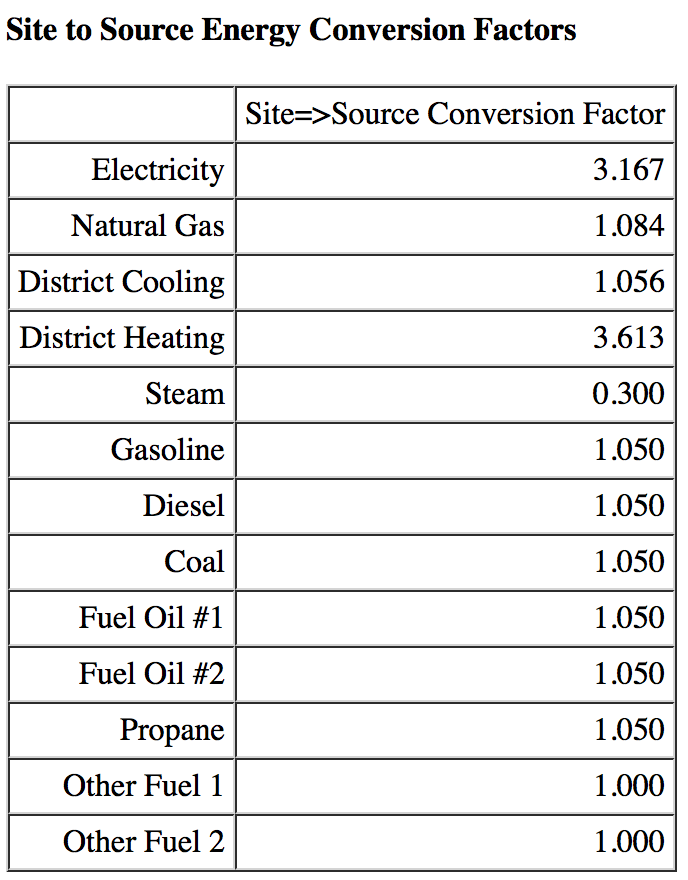 Site to Source Energy Conversion Factors
Site=>Source Conversion Factor
Electricity 3.167
Natural Gas 1.084
District Cooling 1.056
District Heating 3.613
Steam 0.300
Gasoline 1.050
Diesel 1.050
Coal 1.050
Fuel Oil #1 1.050
Fuel Oil #2 1.050
Propane 1.050
Other Fuel 1 1.000
Other Fuel 2 1.000